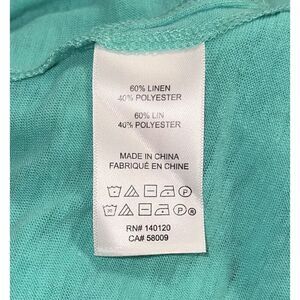 60% LINEN
40% POLYESTER
60% LIN
40% POLYESTER
MADE IN CHINA
FABRIQUÉ EN CHINE
RN# 140120
CA# 58009